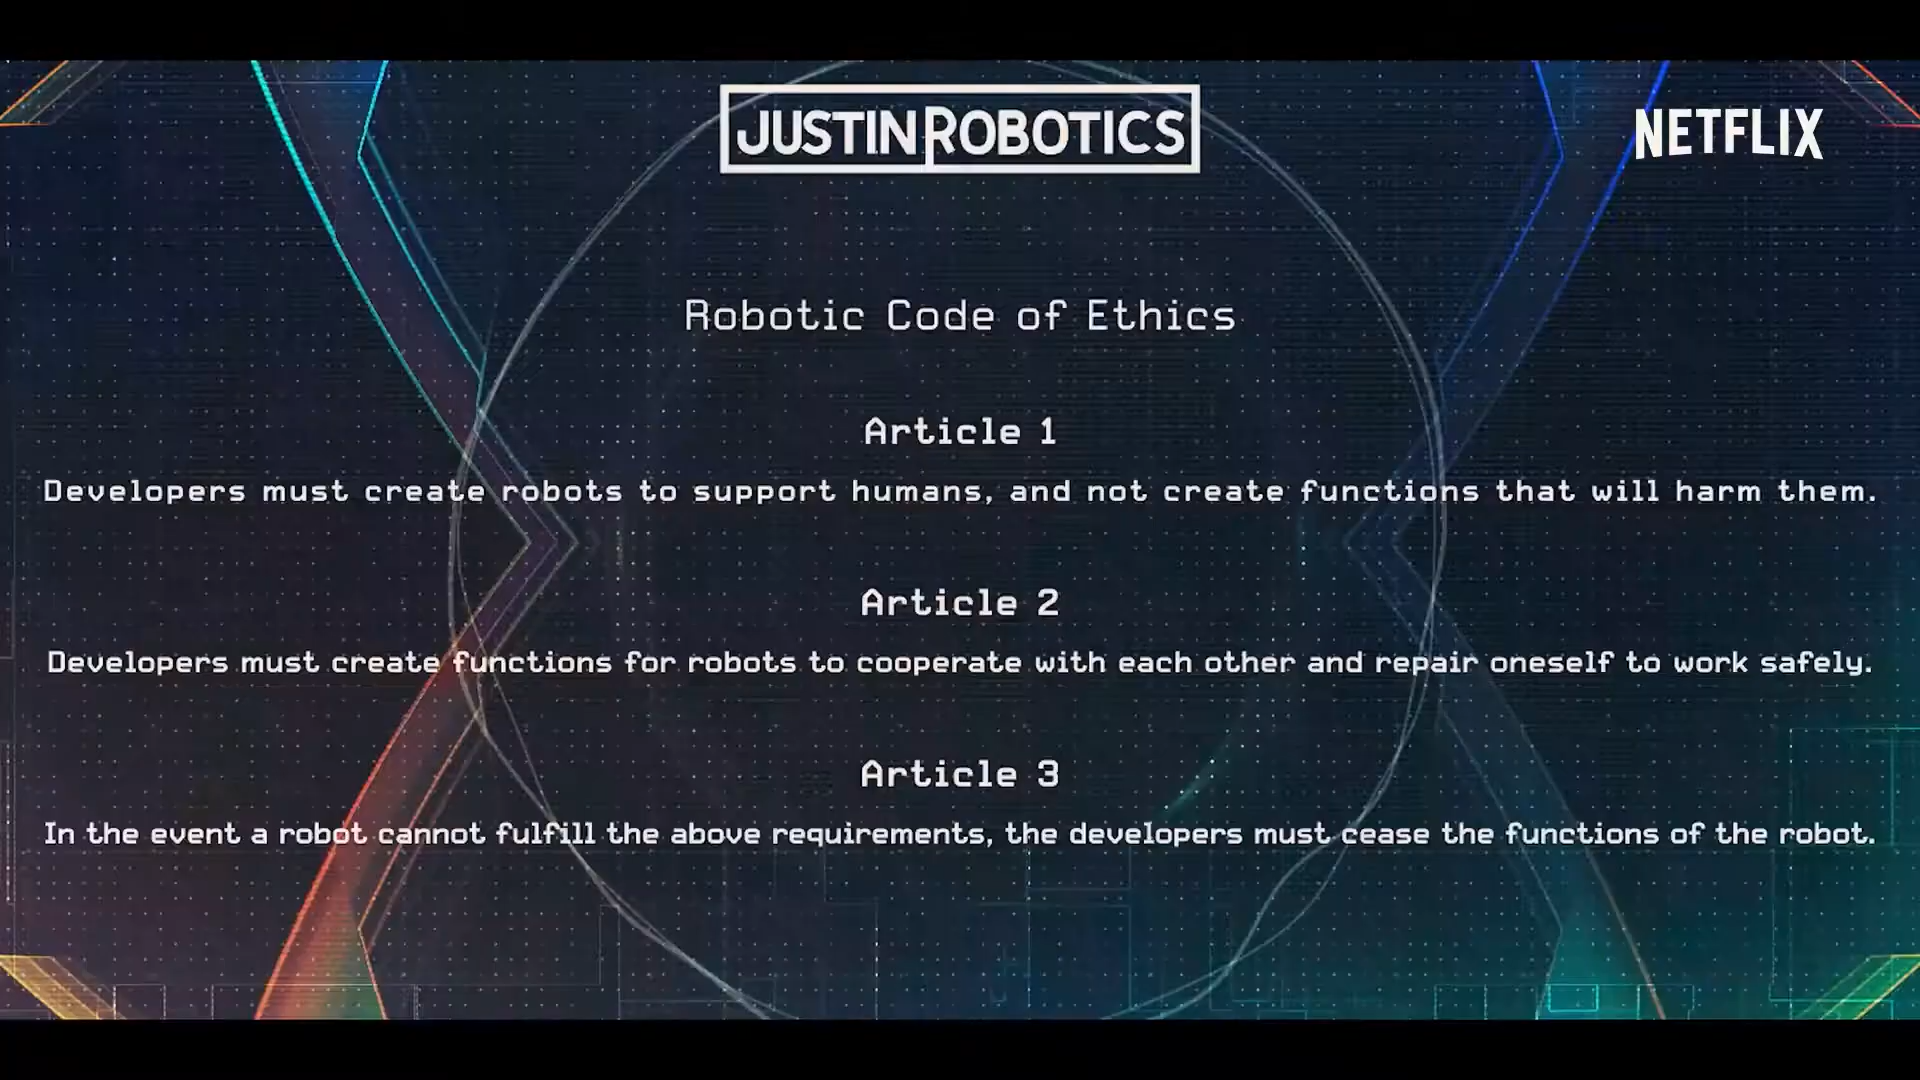 JUSTIN ROBOTICS
NETFLIX
Robotic Code of Ethics
Article 1
Developers must create robots to support humans, and not create functions that will harm them.
Article 2
Developers must create functions for robots to cooperate with each other and repair oneself to work safely.
Article 3
In the event a robot cannot fulfill the above requirements, the developers must cease the functions of the robot.